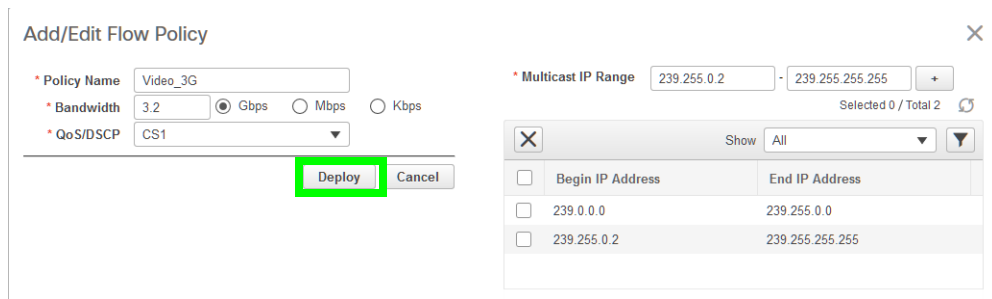 Add/Edit Flow Policy
* Policy Name Video_3G
* Bandwidth 3.2 Gbps Mbps Kbps
* QoS/DSCP CS1
Deploy Cancel
* Multicast IP Range 239.255.0.2 - 239.255.255.255 +
Selected 0 / Total 2
Show All
Begin IP Address End IP Address
239.0.0.0 239.255.0.0
239.255.0.2 239.255.255.255